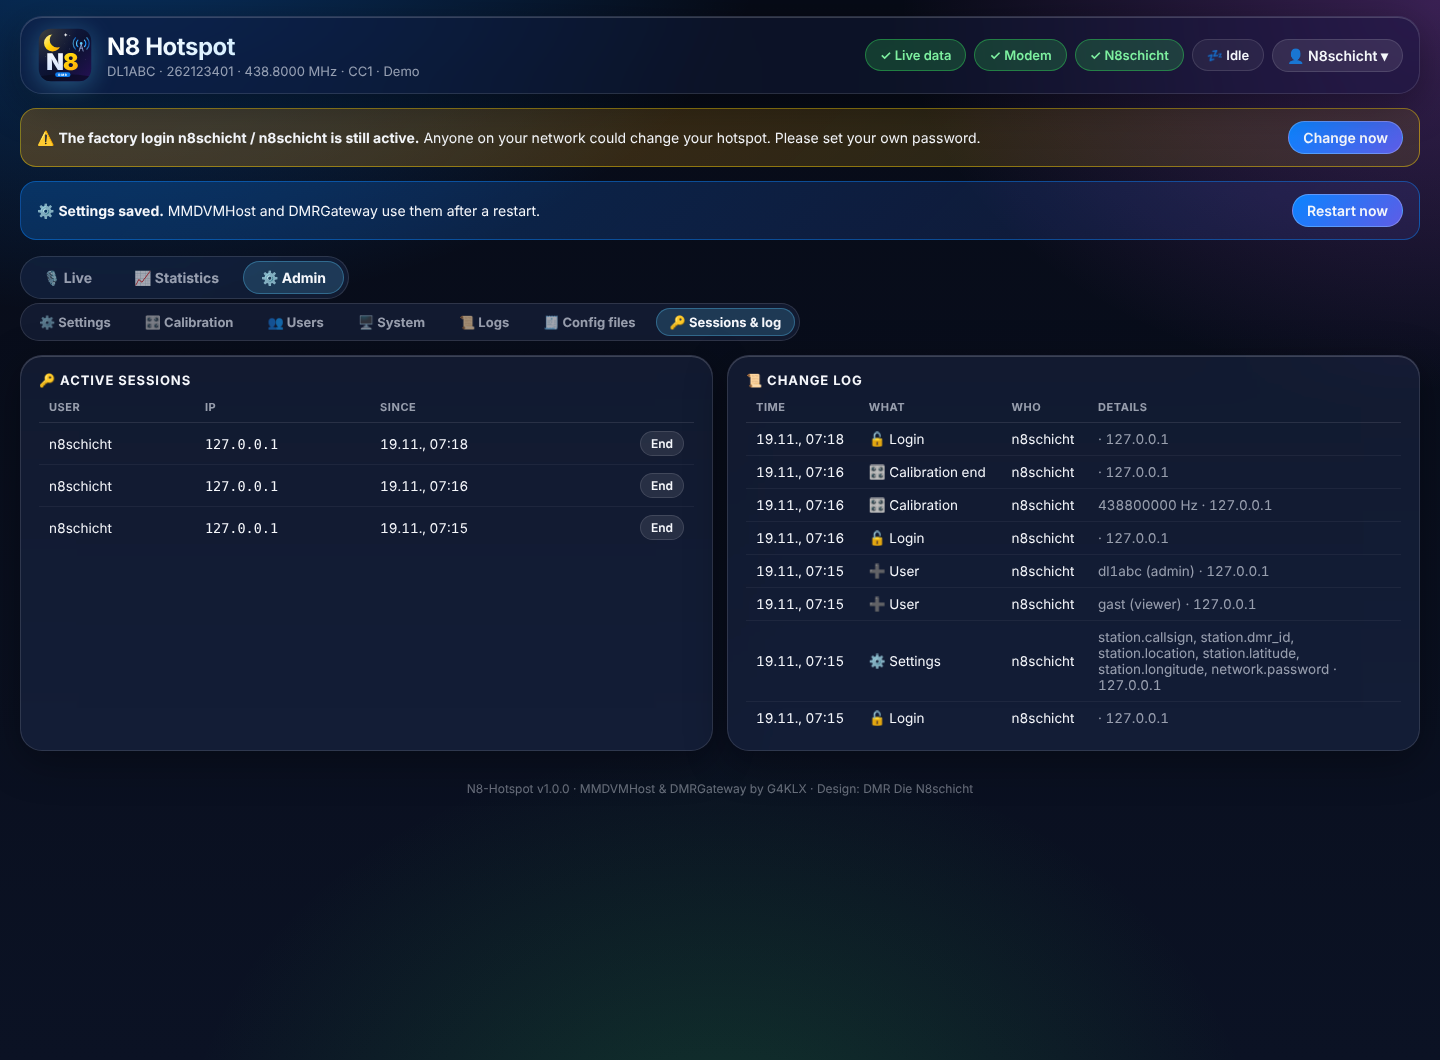 N8
DMR
N8 Hotspot
DL1ABC · 262123401 · 438.8000 MHz · CC1 · Demo
✓ Live data
✓ Modem
✓ N8schicht
💤 Idle
👤 N8schicht ▾
⚠️ The factory login n8schicht / n8schicht is still active. Anyone on your network could change your hotspot. Please set your own password.
Change now
⚙️ Settings saved. MMDVMHost and DMRGateway use them after a restart.
Restart now
🎙️ Live
📈 Statistics
⚙️ Admin
⚙️ Settings
🎛️ Calibration
👥 Users
🖥️ System
📜 Logs
🧾 Config files
🔑 Sessions & log
🔑 ACTIVE SESSIONS
USER IP SINCE
n8schicht 127.0.0.1 19.11., 07:18 End
n8schicht 127.0.0.1 19.11., 07:16 End
n8schicht 127.0.0.1 19.11., 07:15 End
📜 CHANGE LOG
TIME WHAT WHO DETAILS
19.11., 07:18 🔓 Login n8schicht · 127.0.0.1
19.11., 07:16 🎛️ Calibration end n8schicht · 127.0.0.1
19.11., 07:16 🎛️ Calibration n8schicht 438800000 Hz · 127.0.0.1
19.11., 07:16 🔓 Login n8schicht · 127.0.0.1
19.11., 07:15 ➕ User n8schicht dl1abc (admin) · 127.0.0.1
19.11., 07:15 ➕ User n8schicht gast (viewer) · 127.0.0.1
19.11., 07:15 ⚙️ Settings n8schicht station.callsign, station.dmr_id,
station.location, station.latitude,
station.longitude, network.password ·
127.0.0.1
19.11., 07:15 🔓 Login n8schicht · 127.0.0.1
N8-Hotspot v1.0.0 · MMDVMHost & DMRGateway by G4KLX · Design: DMR Die N8schicht